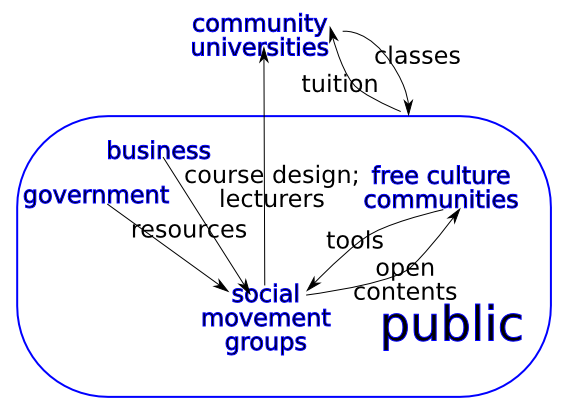 community
universities
classes
tuition
business
course design;
lecturers
free culture
communities
government
resources
tools
open
contents
social
movement
groups
public